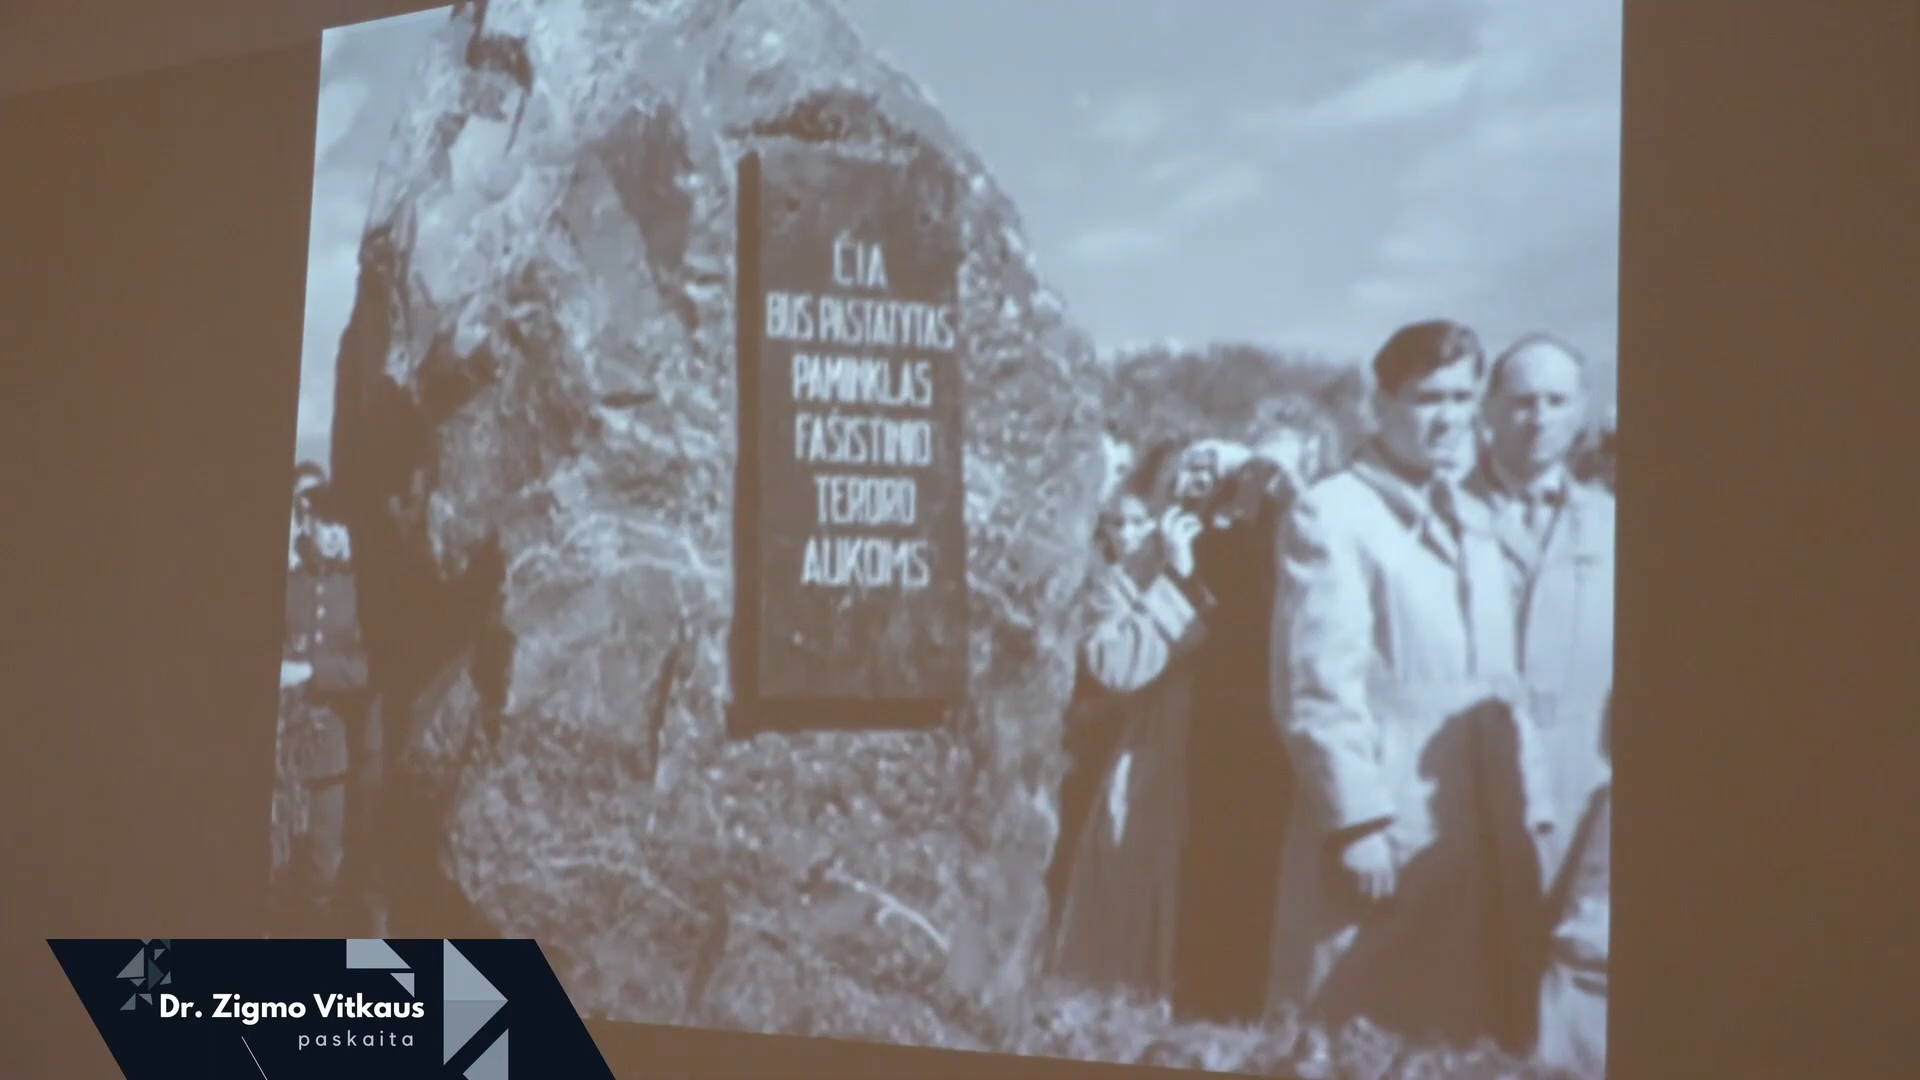 ČIA
BUS PASTATYTAS
PAMINKLAS
FAŠISTINIO
TERORO
AUKOMS
Dr. Zigmo Vitkaus
paskaita